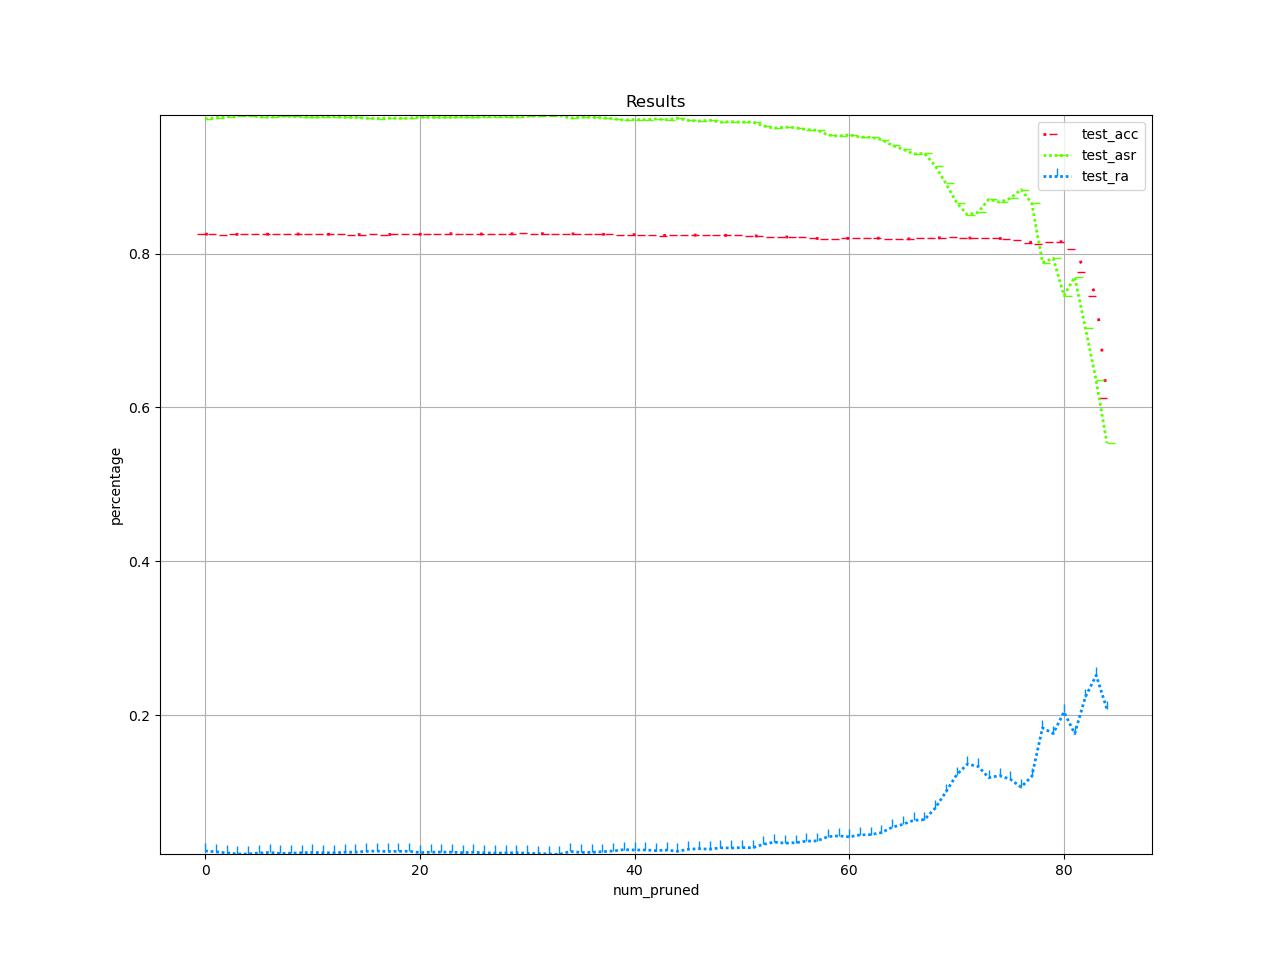 Results
test_acc
test_asr
test_ra
percentage
0.8
0.6
0.4
0.2
0 20 40 60 80
num_pruned